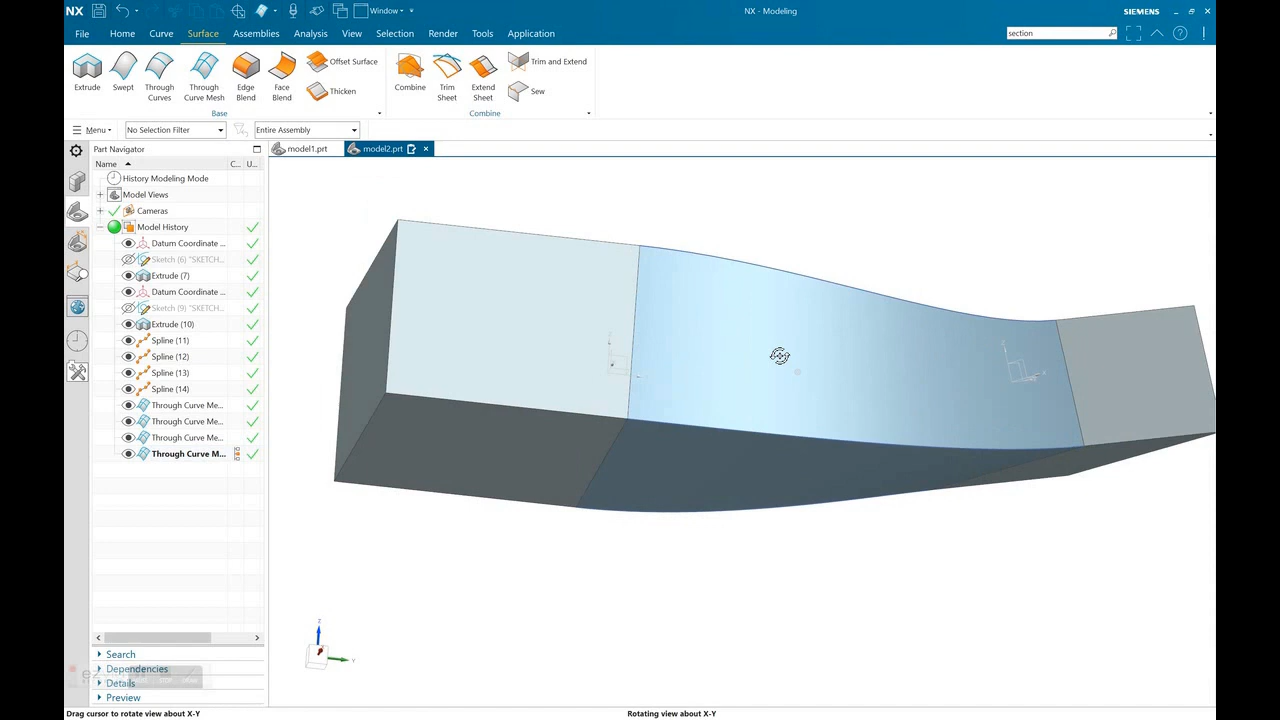 NX
Window
NX - Modeling
SIEMENS
File Home Curve Surface Assemblies Analysis View Selection Render Tools Application
section
Extrude
Swept
Through Curves
Through Curve Mesh
Edge Blend
Face Blend
Offset Surface
Thicken
Base
Combine
Trim Sheet
Extend Sheet
Trim and Extend
Sew
Combine
Menu
No Selection Filter
Entire Assembly
Part Navigator
model1.prt
model2.prt
Name C... U...
History Modeling Mode
Model Views
Cameras
Model History
Datum Coordinate ...
Sketch (6) "SKETCH...
Extrude (7)
Datum Coordinate ...
Sketch (9) "SKETCH...
Extrude (10)
Spline (11)
Spline (12)
Spline (13)
Spline (14)
Through Curve Me...
Through Curve Me...
Through Curve Me...
Through Curve M...
Search
Dependencies
Details
Preview
Z
Y
Drag cursor to rotate view about X-Y
Rotating view about X-Y